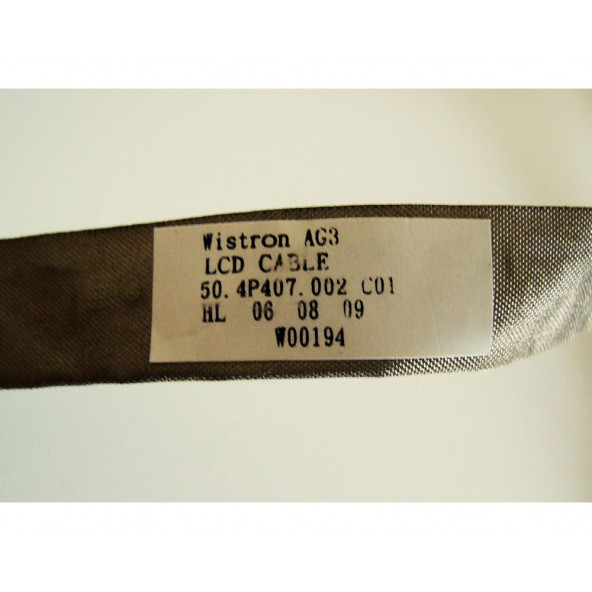 Wistron AG3
LCD CABLE
50.4P407.002 C01
HL 06 08 09
W00194